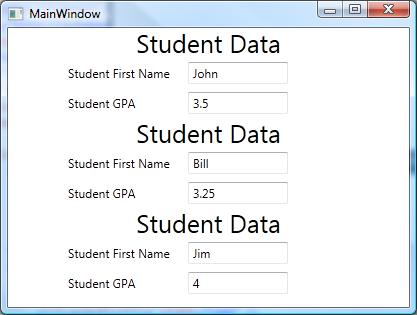 MainWindow
Student Data
Student First Name John
Student GPA 3.5
Student Data
Student First Name Bill
Student GPA 3.25
Student Data
Student First Name Jim
Student GPA 4